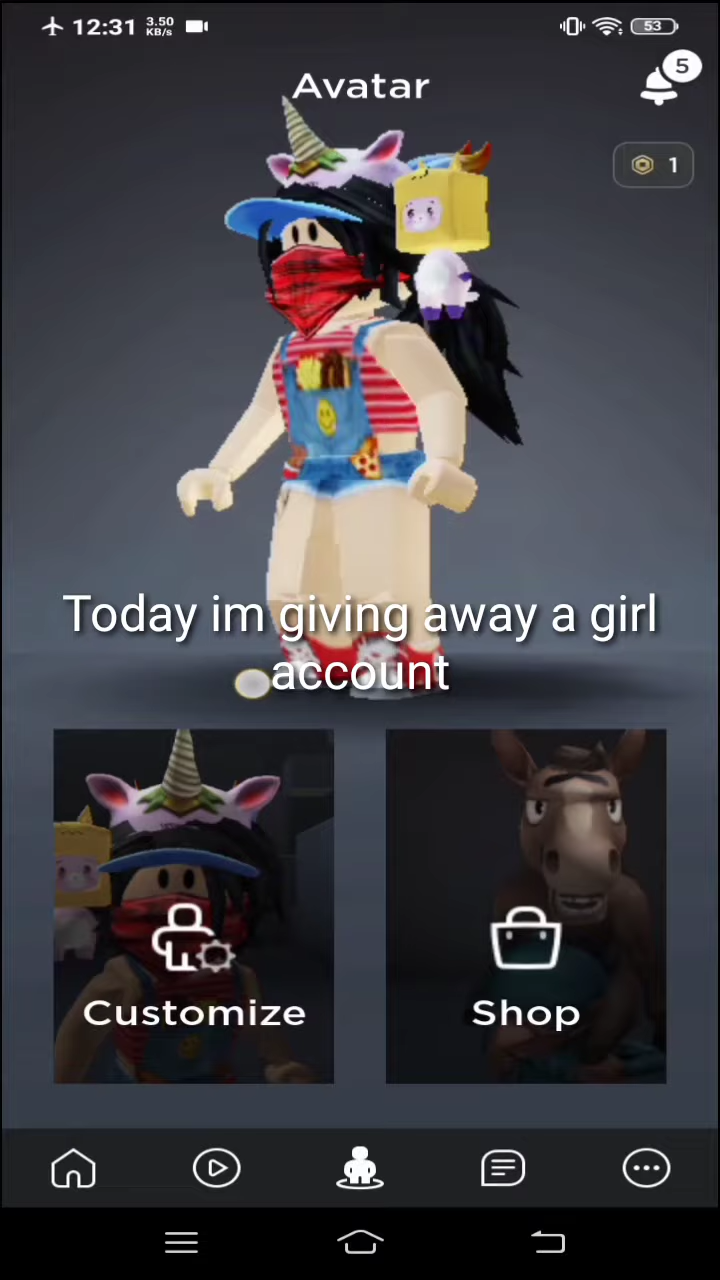 12:31 3.50 KB/s 53
Avatar
5
1
Today im giving away a girl
account
Customize
Shop